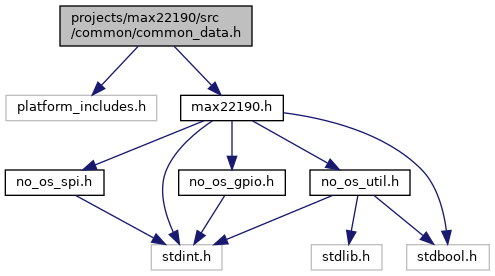 projects/max22190/src
/common/common_data.h
platform_includes.h
max22190.h
no_os_spi.h
no_os_gpio.h
no_os_util.h
stdint.h
stdlib.h
stdbool.h